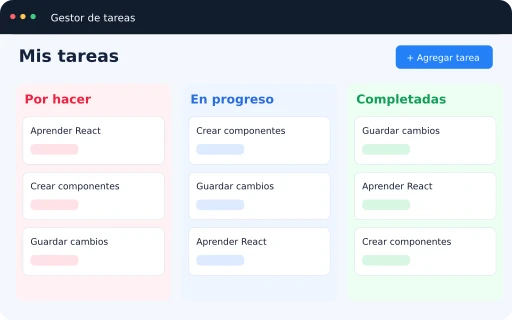 Gestor de tareas
Mis tareas
+ Agregar tarea
Por hacer
Aprender React
Crear componentes
Guardar cambios
En progreso
Crear componentes
Guardar cambios
Aprender React
Completadas
Guardar cambios
Aprender React
Crear componentes